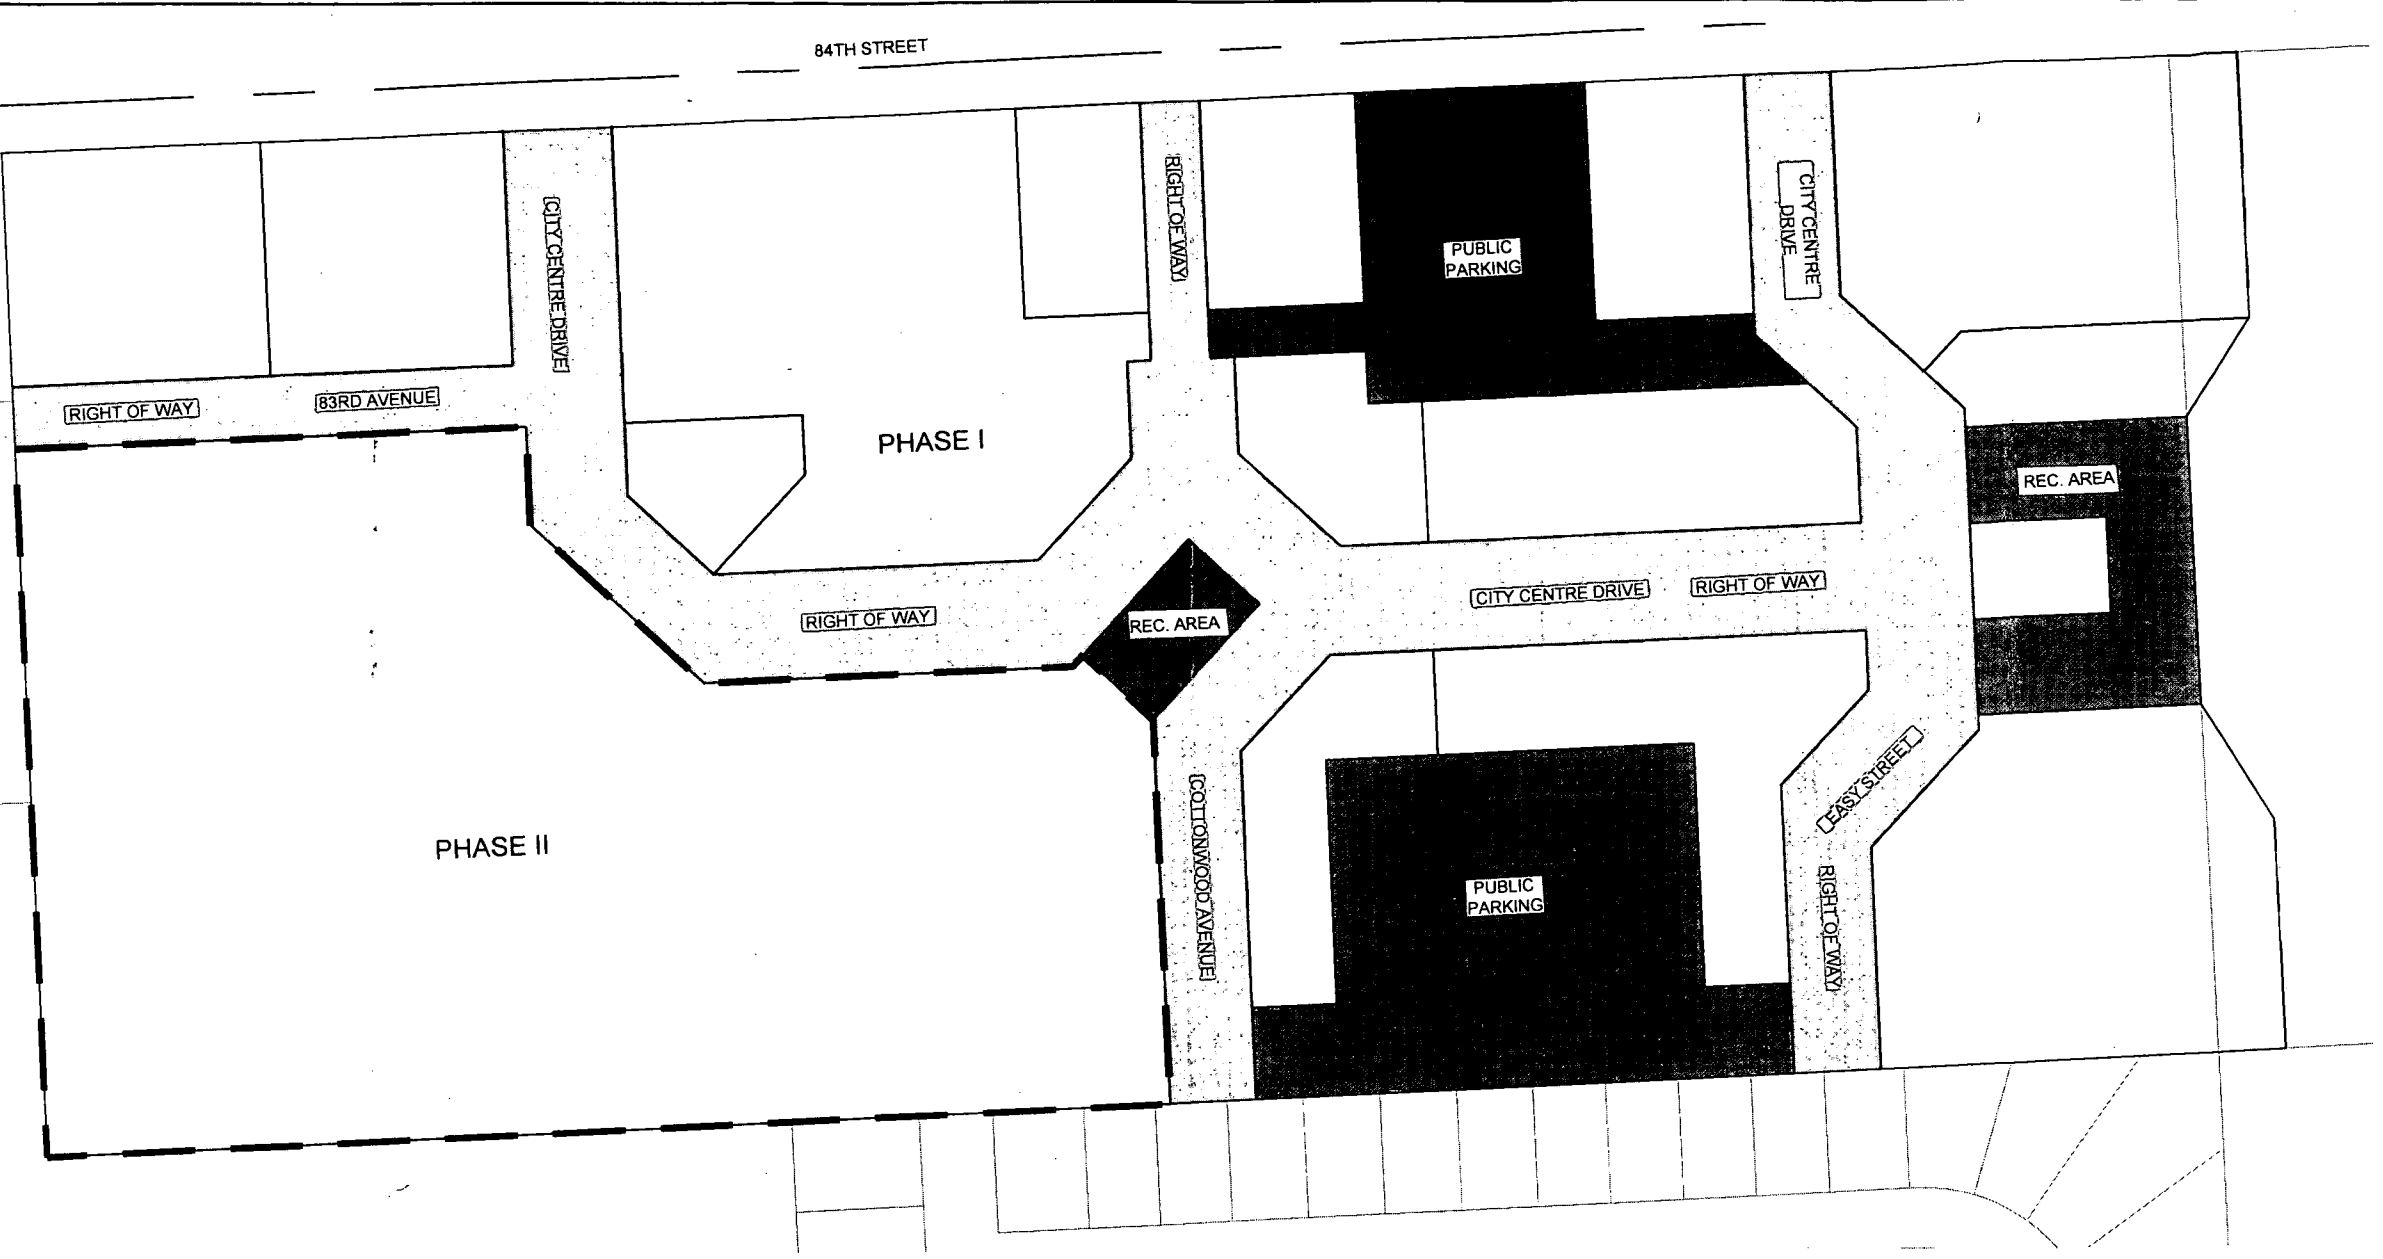 84TH STREET
CITY CENTRE DRIVE
RIGHT OF WAY
PUBLIC
PARKING
CITY CENTRE
DRIVE
RIGHT OF WAY
83RD AVENUE
PHASE I
REC. AREA
RIGHT OF WAY
REC. AREA
CITY CENTRE DRIVE
RIGHT OF WAY
EASY STREET
PHASE II
COTTONWOOD AVENUE
PUBLIC
PARKING
RIGHT OF WAY